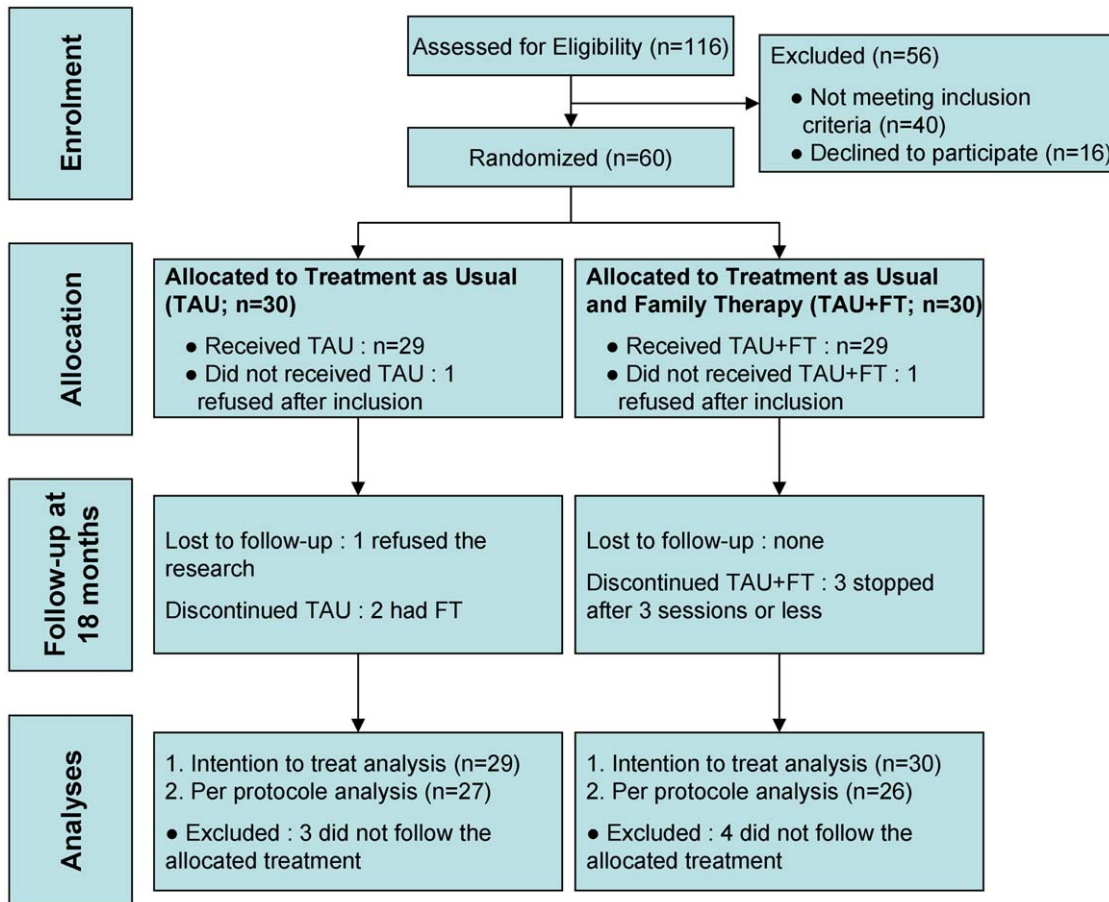 Enrolment
Assessed for Eligibility (n=116)
Excluded (n=56)
● Not meeting inclusion
criteria (n=40)
● Declined to participate (n=16)
Randomized (n=60)
Allocation
Allocated to Treatment as Usual
(TAU; n=30)
● Received TAU : n=29
● Did not received TAU : 1
refused after inclusion
Allocated to Treatment as Usual
and Family Therapy (TAU+FT; n=30)
● Received TAU+FT : n=29
● Did not received TAU+FT : 1
refused after inclusion
Follow-up at
18 months
Lost to follow-up : 1 refused the
research
Discontinued TAU : 2 had FT
Lost to follow-up : none
Discontinued TAU+FT : 3 stopped
after 3 sessions or less
Analyses
1. Intention to treat analysis (n=29)
2. Per protocole analysis (n=27)
● Excluded : 3 did not follow the
allocated treatment
1. Intention to treat analysis (n=30)
2. Per protocole analysis (n=26)
● Excluded : 4 did not follow the
allocated treatment